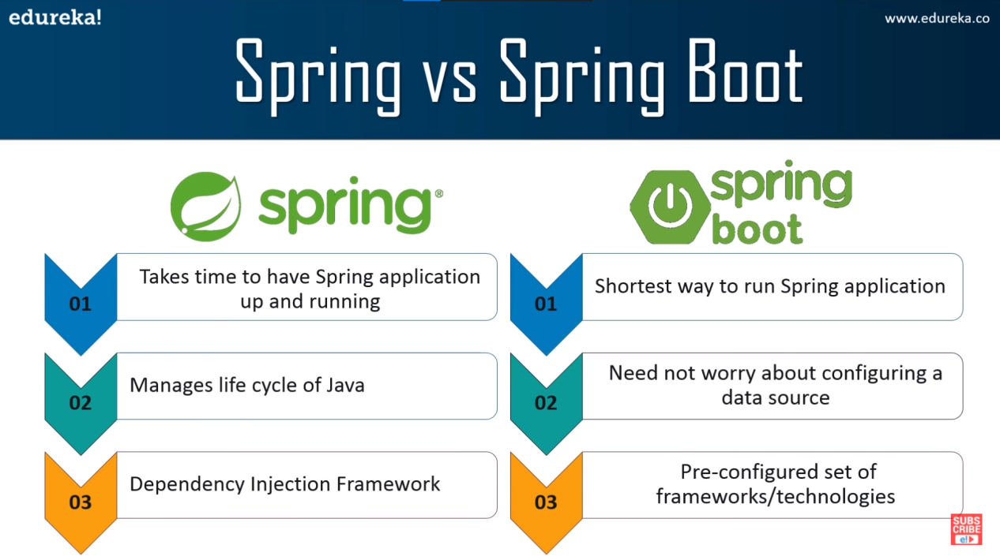 edureka!
www.edureka.co
Spring vs Spring Boot
spring®
spring
boot
01
Takes time to have Spring application
up and running
02
Manages life cycle of Java
03
Dependency Injection Framework
01
Shortest way to run Spring application
02
Need not worry about configuring a
data source
03
Pre-configured set of
frameworks/technologies
SUBS
CRIBE
e!